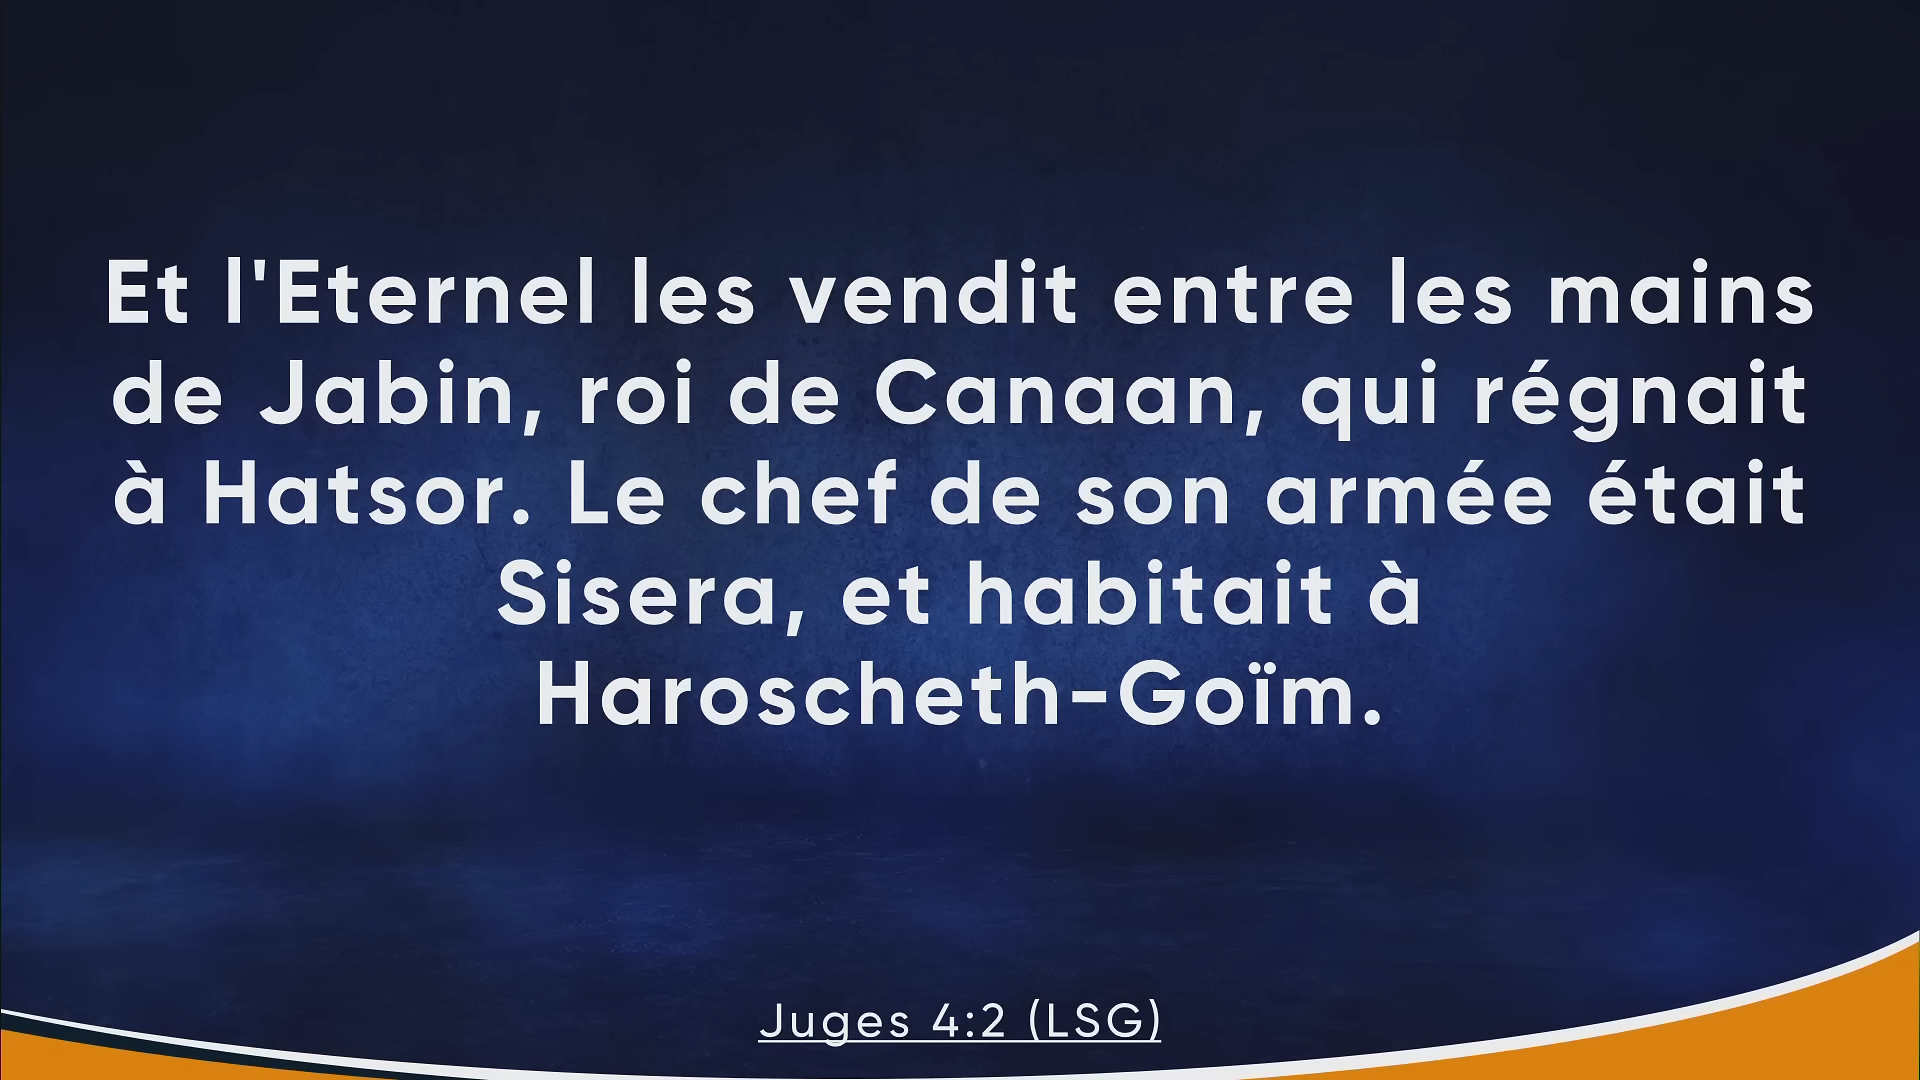 Et l'Eternel les vendit entre les mains
de Jabin, roi de Canaan, qui régnait
à Hatsor. Le chef de son armée était
Sisera, et habitait à
Haroscheth-Goïm.
Juges 4:2 (LSG)